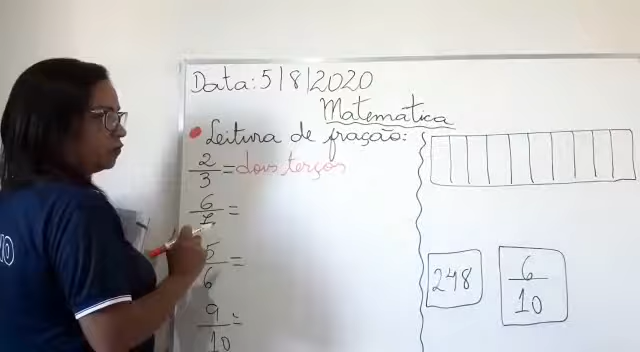 Data: 5/8/2020
Matemática
• Leitura de fração:
2/3 = dois terços
6/7 =
5/6 =
9/10 =
248
6/10